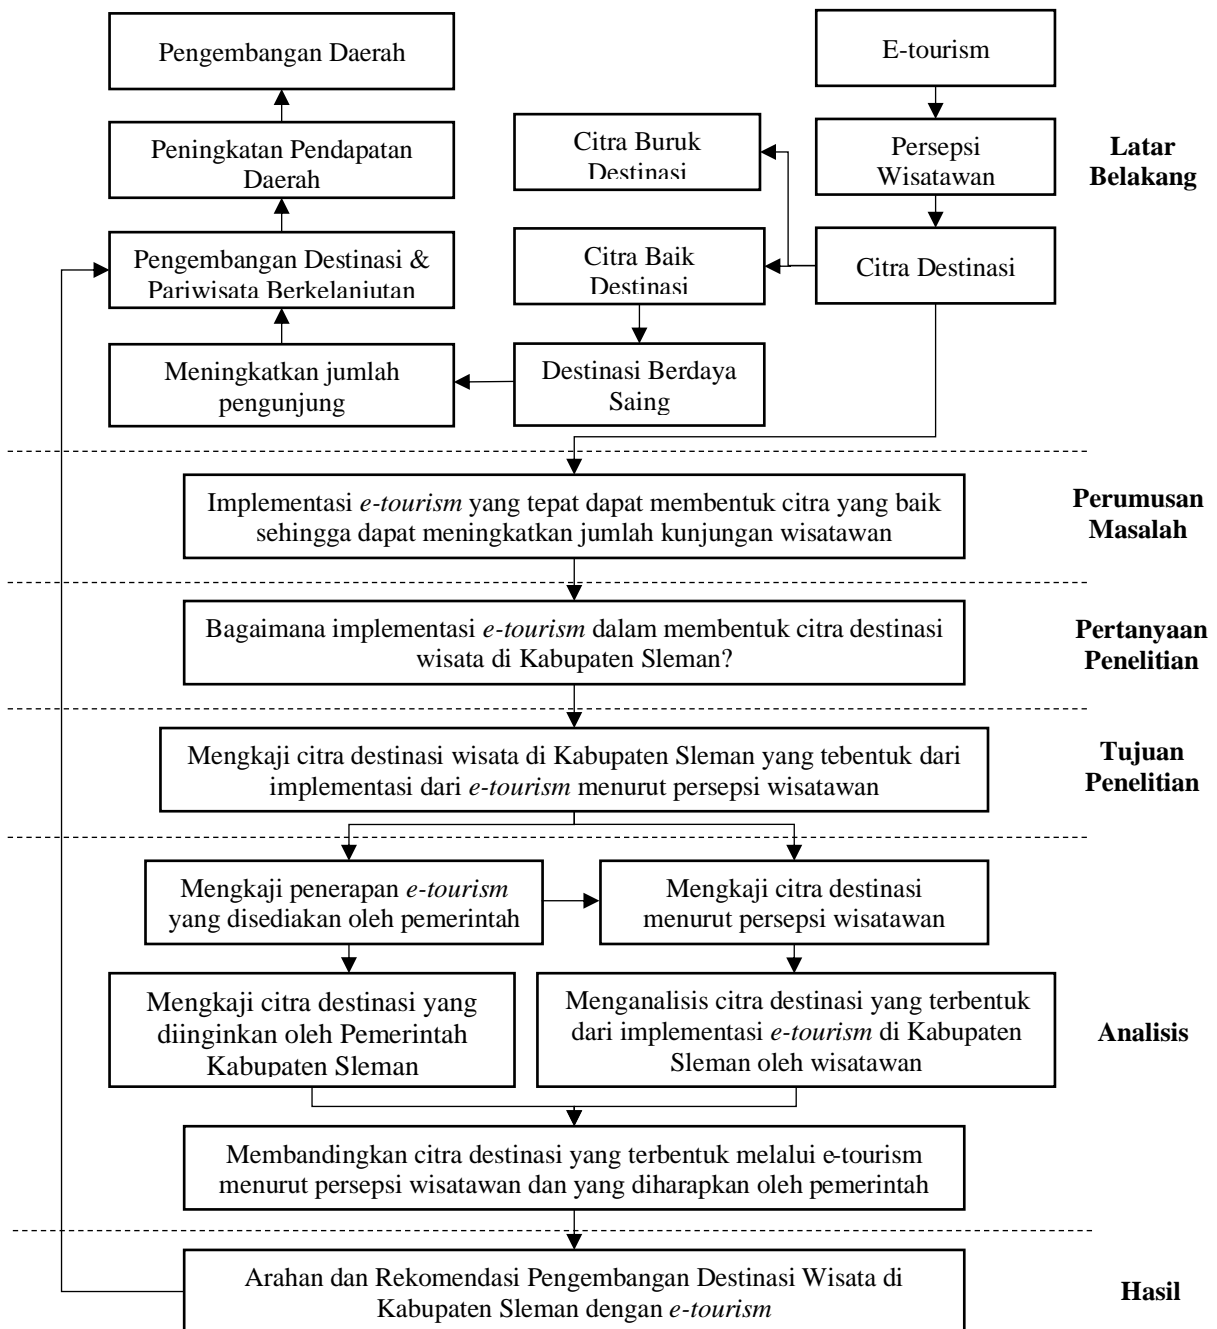 Pengembangan Daerah
E-tourism
Peningkatan Pendapatan
Daerah
Citra Buruk
Destinasi
Persepsi
Wisatawan
Latar
Belakang
Pengembangan Destinasi &
Pariwisata Berkelanjutan
Citra Baik
Destinasi
Citra Destinasi
Meningkatkan jumlah
pengunjung
Destinasi Berdaya
Saing
Implementasi e-tourism yang tepat dapat membentuk citra yang baik
sehingga dapat meningkatkan jumlah kunjungan wisatawan
Perumusan
Masalah
Bagaimana implementasi e-tourism dalam membentuk citra destinasi
wisata di Kabupaten Sleman?
Pertanyaan
Penelitian
Mengkaji citra destinasi wisata di Kabupaten Sleman yang tebentuk dari
implementasi dari e-tourism menurut persepsi wisatawan
Tujuan
Penelitian
Mengkaji penerapan e-tourism
yang disediakan oleh pemerintah
Mengkaji citra destinasi
menurut persepsi wisatawan
Mengkaji citra destinasi yang
diinginkan oleh Pemerintah
Kabupaten Sleman
Menganalisis citra destinasi yang terbentuk
dari implementasi e-tourism di Kabupaten
Sleman oleh wisatawan
Analisis
Membandingkan citra destinasi yang terbentuk melalui e-tourism
menurut persepsi wisatawan dan yang diharapkan oleh pemerintah
Arahan dan Rekomendasi Pengembangan Destinasi Wisata di
Kabupaten Sleman dengan e-tourism
Hasil